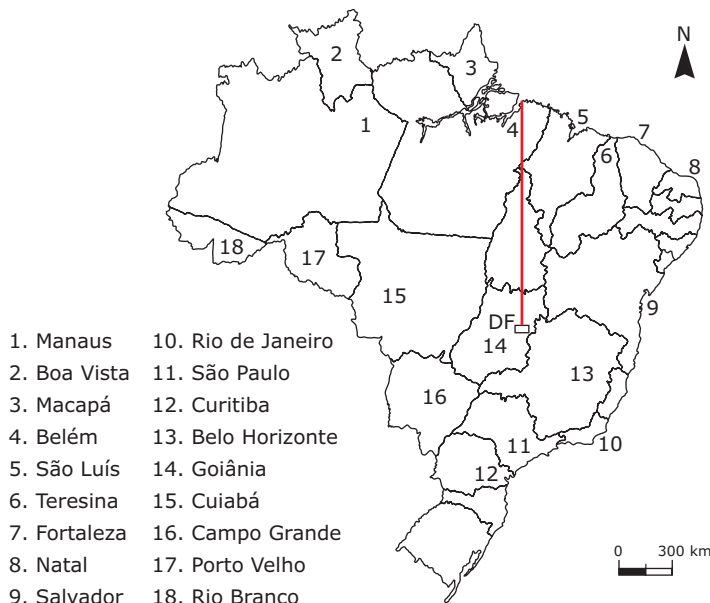 N
2
3
1
4
5
7
6
8
18
17
15
9
DF
14
13
16
11
10
12
1. Manaus
2. Boa Vista
3. Macapá
4. Belém
5. São Luís
6. Teresina
7. Fortaleza
8. Natal
9. Salvador
10. Rio de Janeiro
11. São Paulo
12. Curitiba
13. Belo Horizonte
14. Goiânia
15. Cuiabá
16. Campo Grande
17. Porto Velho
18. Rio Branco
0 300 km